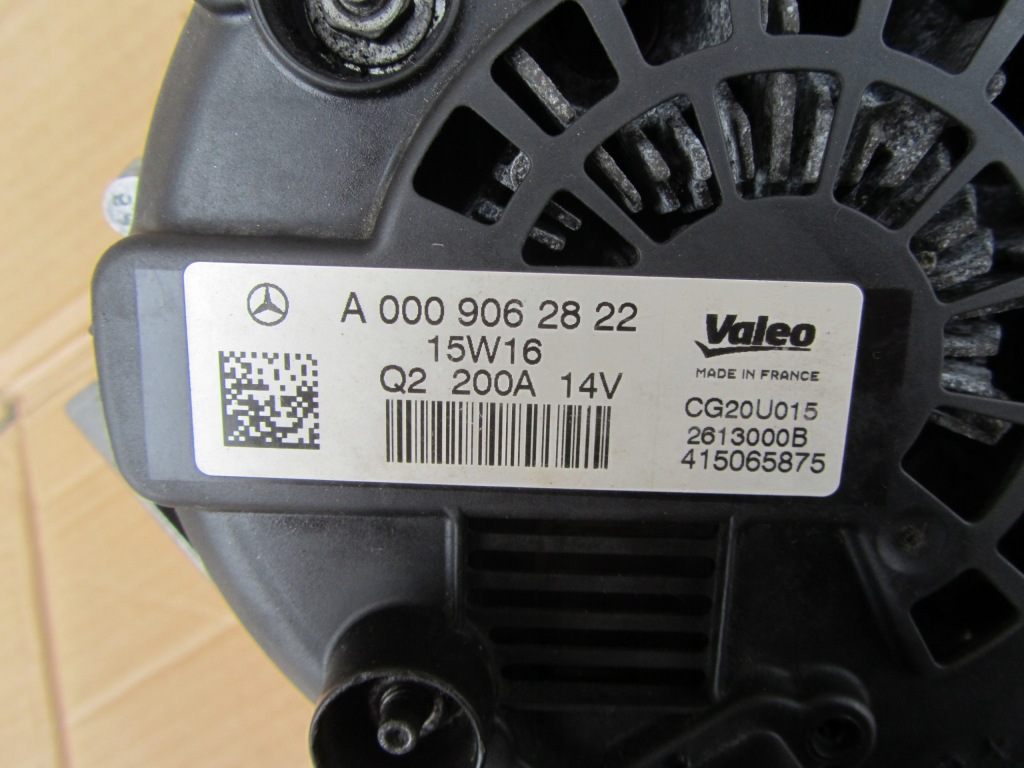 A 000 906 28 22
15W16
Q2 200A 14V
Valeo
MADE IN FRANCE
CG20U015
2613000B
415065875